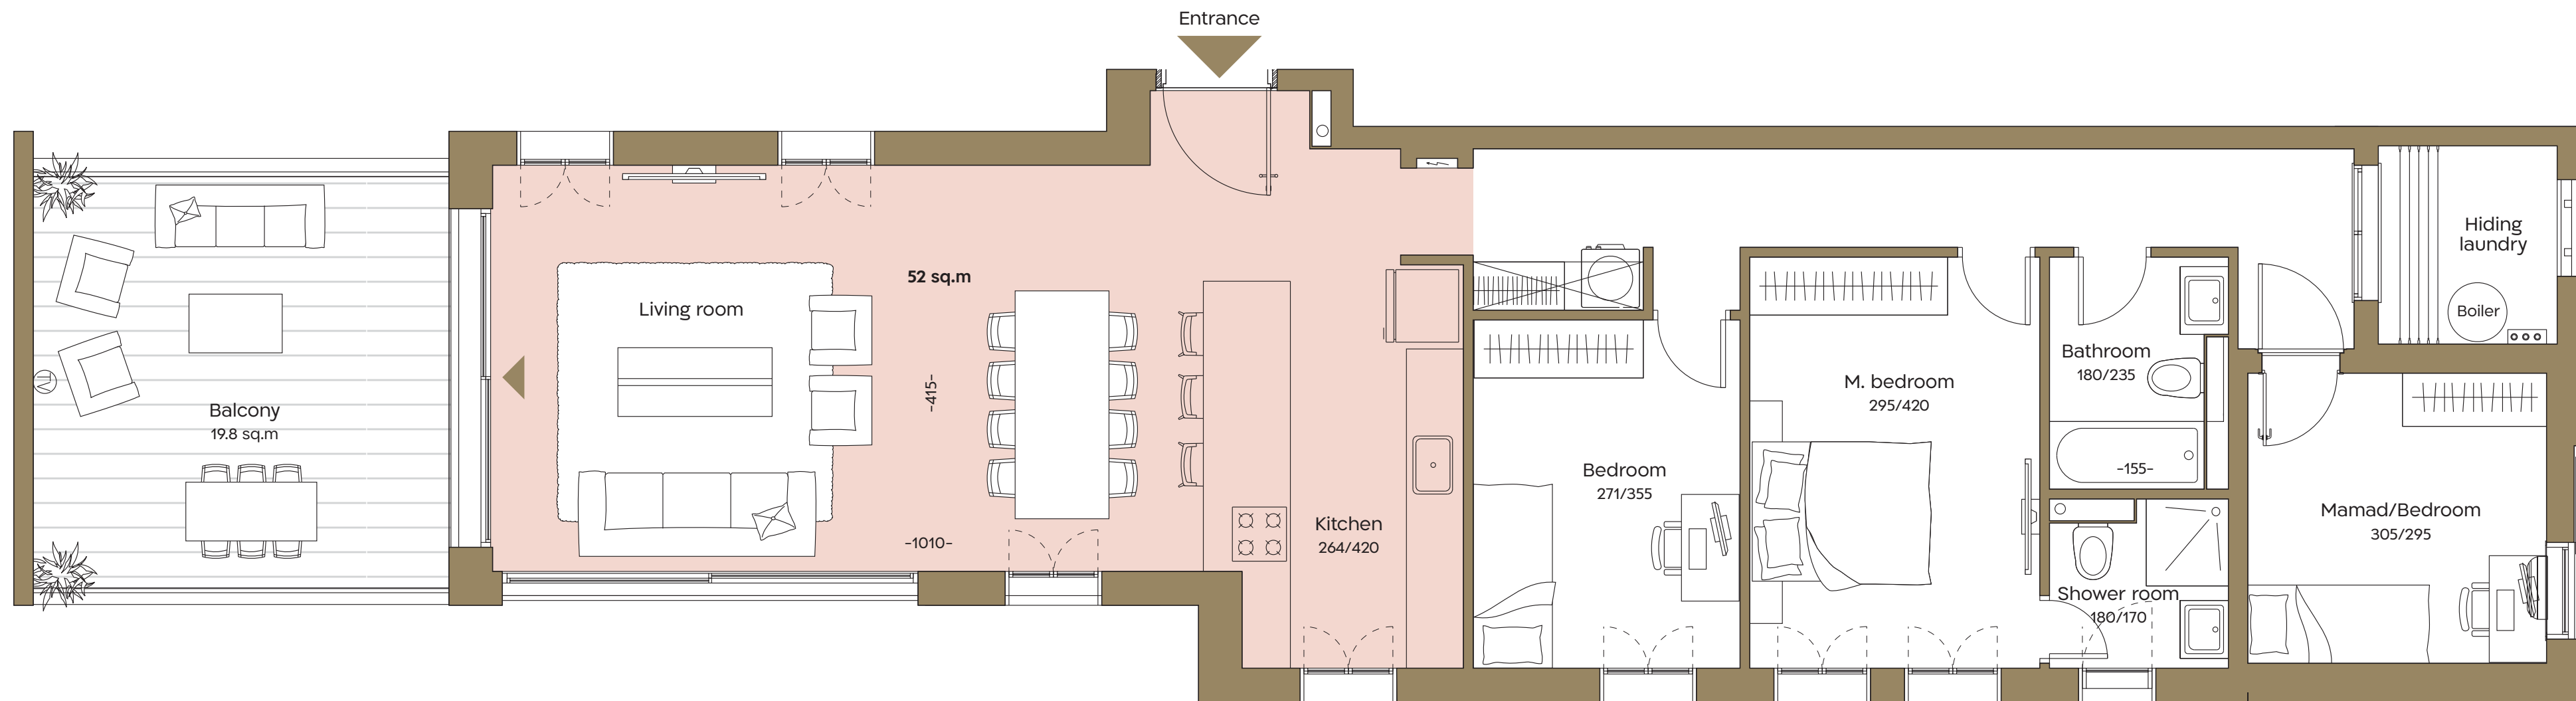 Entrance
52 sq.m
Living room
-415-
-1010-
Balcony
19.8 sq.m
TV
Kitchen
264/420
Bedroom
271/355
M. bedroom
295/420
Bathroom
180/235
-155-
Shower room
180/170
Hiding
laundry
Boiler
Mamad/Bedroom
305/295